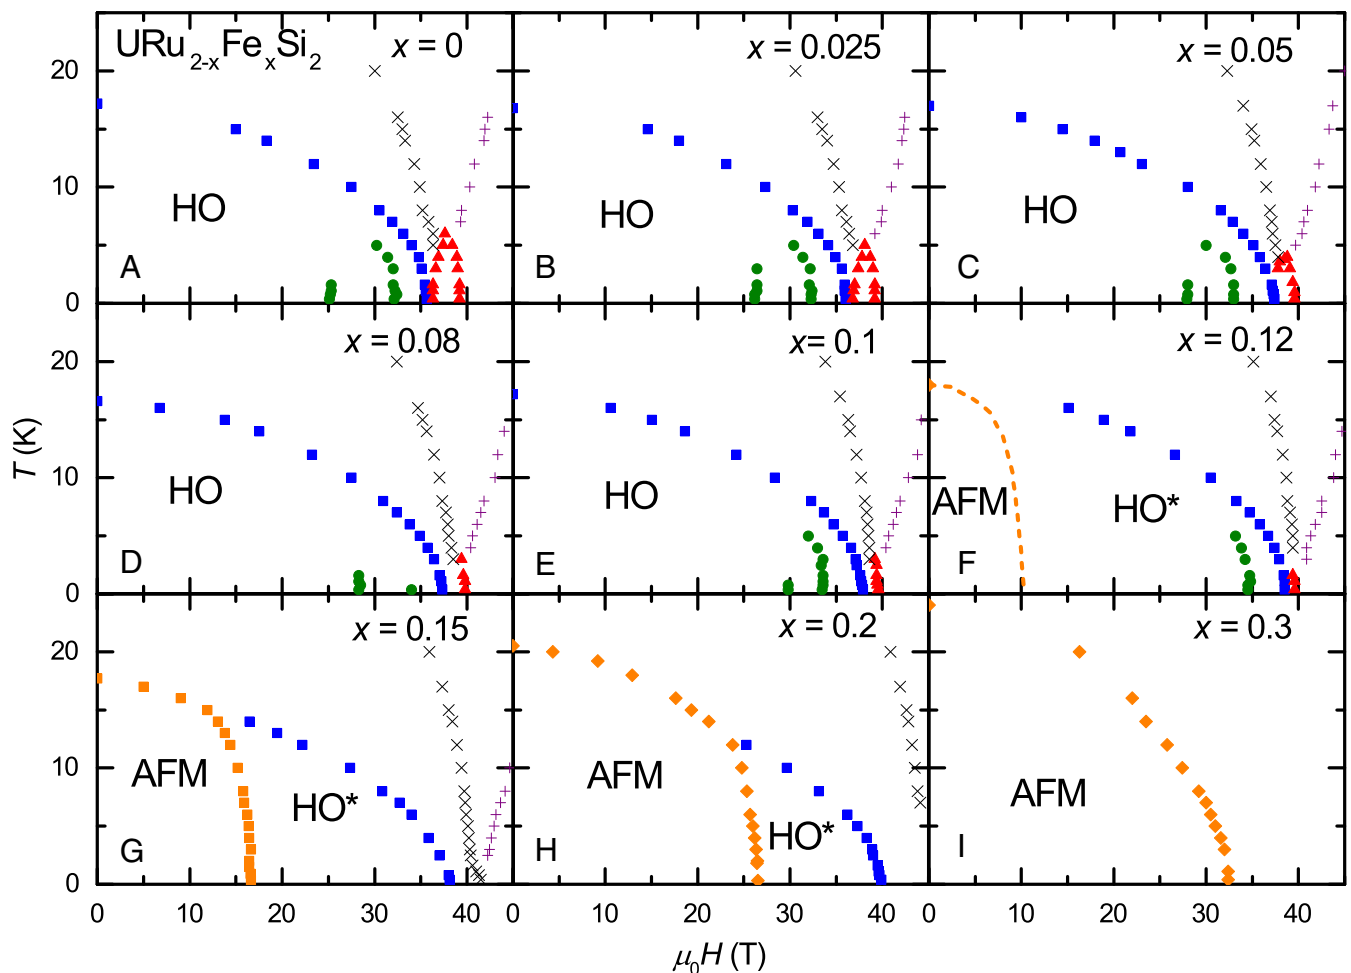 URu2-xFexSi2
x = 0
x = 0.025
x = 0.05
20
10
0
HO
HO
HO
A
B
C
x = 0.08
x = 0.1
x = 0.12
20
10
0
T (K)
HO
HO
AFM
HO*
D
E
F
x = 0.15
x = 0.2
x = 0.3
20
10
0
AFM
HO*
AFM
HO*
AFM
G
H
I
0 10 20 30 40 0 10 20 30 40 0 10 20 30 40
μ0H (T)